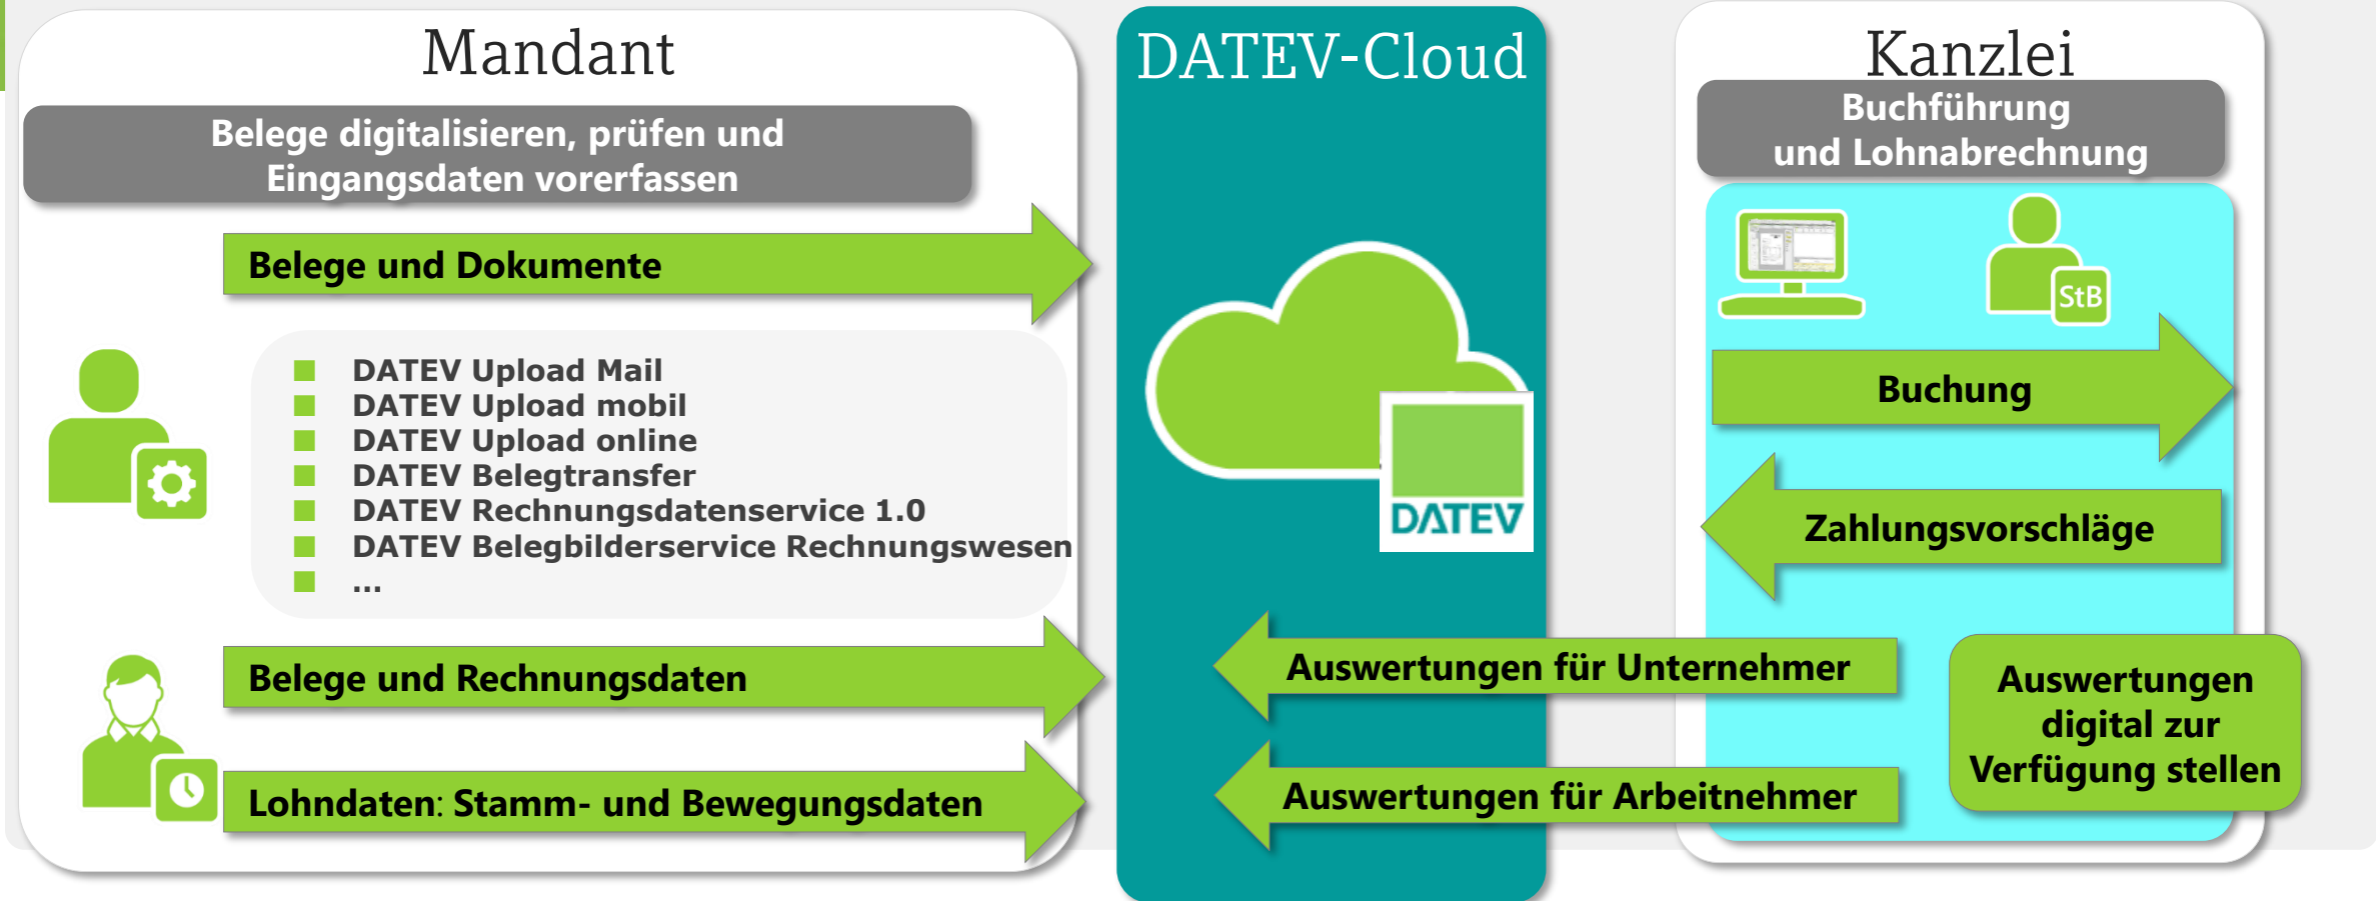 Mandant
Belege digitalisieren, prüfen und
Eingangsdaten vorerfassen
Belege und Dokumente
DATEV Upload Mail
DATEV Upload mobil
DATEV Upload online
DATEV Belegtransfer
DATEV Rechnungsdatenservice 1.0
DATEV Belegbilderservice Rechnungswesen
...
Belege und Rechnungsdaten
Lohndaten: Stamm- und Bewegungsdaten
DATEV-Cloud
DATEV
Auswertungen für Unternehmer
Auswertungen für Arbeitnehmer
Kanzlei
Buchführung
und Lohnabrechnung
StB
Buchung
Zahlungsvorschläge
Auswertungen
digital zur
Verfügung stellen